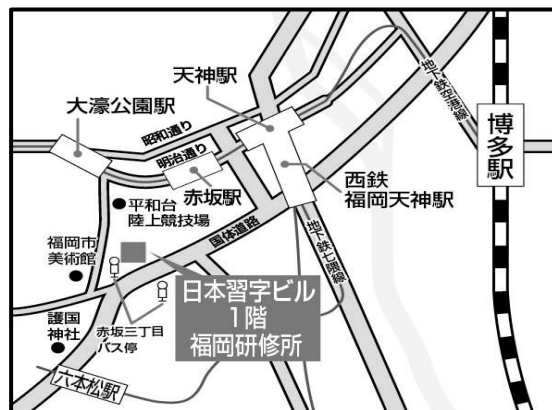 天神駅
地下鉄空港線
大濠公園駅
昭和通り
明治通り
博多駅
赤坂駅
西鉄
福岡天神駅
平和台
陸上競技場
国体道路
地下鉄七隈線
福岡市
美術館
日本習字ビル
1階
福岡研修所
護国
神社
赤坂三丁目
バス停
六本松駅